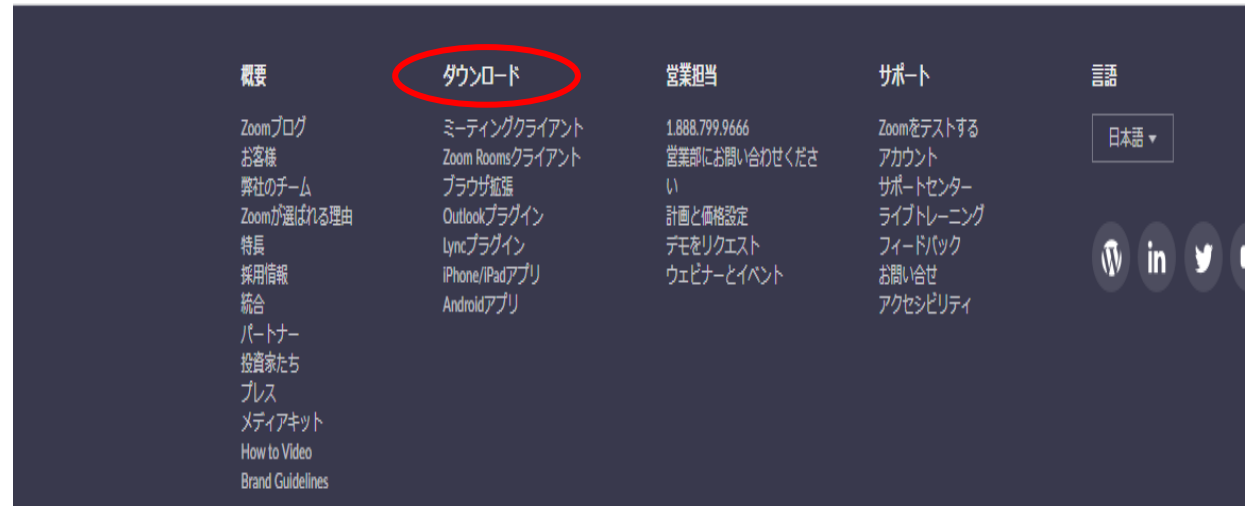 概要
Zoomブログ
お客様
弊社のチーム
Zoomが選ばれる理由
特長
採用情報
統合
パートナー
投資家たち
プレス
メディアキット
How to Video
Brand Guidelines
ダウンロード
ミーティングクライアント
Zoom Roomsクライアント
ブラウザ拡張
Outlookプラグイン
Lyncプラグイン
iPhone/iPadアプリ
Androidアプリ
営業担当
1.888.799.9666
営業部にお問い合わせくださ
い
計画と価格設定
デモをリクエスト
ウェビナーとイベント
サポート
Zoomをテストする
アカウント
サポートセンター
ライブトレーニング
フィードバック
お問い合せ
アクセシビリティ
言語
日本語
in